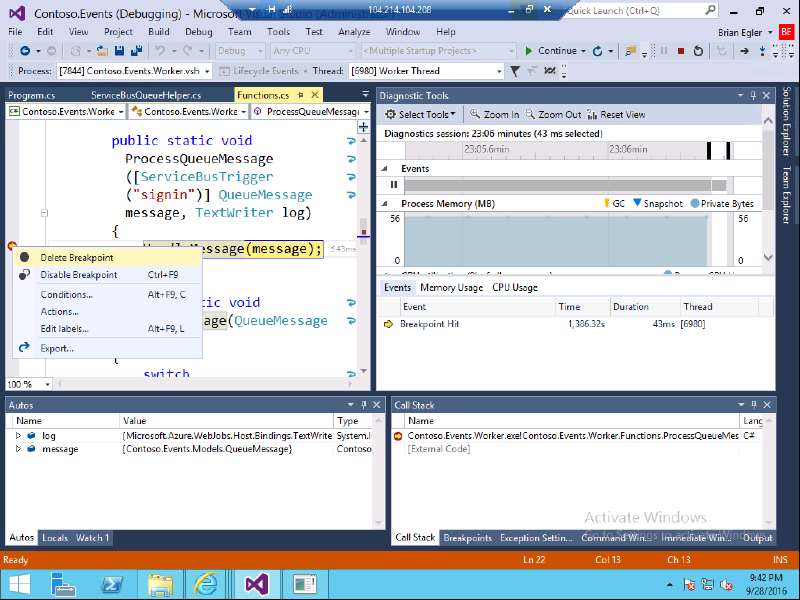 Contoso.Events (Debugging) - Microsoft Visual Studio (Administrator)
104.214.104.208
Quick Launch (Ctrl+Q)
File Edit View Project Build Debug Team Tools Test Analyze Window Help
Brian Egler BE
Debug Any CPU <Multiple Startup Projects> Continue
Process: [7844] Contoso.Events.Worker.vsh Lifecycle Events Thread: [6980] Worker Thread
Program.cs ServiceBusQueueHelper.cs Functions.cs
Contoso.Events.Worke Contoso.Events.Worke ProcessQueueMessage
public static void
ProcessQueueMessage
([ServiceBusTrigger
("signin")] QueueMessage
message, TextWriter log)
{
Message(message); ≤43ms
Delete Breakpoint
Disable Breakpoint Ctrl+F9
Conditions... Alt+F9, C
Actions...
Edit labels... Alt+F9, L
Export...
tic void
age(QueueMessage
{
switch
100 %
Diagnostic Tools
Select Tools Zoom In Zoom Out Reset View
Diagnostics session: 23:06 minutes (43 ms selected)
23:05.6min 23:06min
Events
Process Memory (MB) GC Snapshot Private Bytes
56 56
0 0
Events Memory Usage CPU Usage
Event Time Duration Thread
Breakpoint Hit 1,386.32s 43ms [6980]
Solution Explorer
Team Explorer
Autos
Name Value Type
log {Microsoft.Azure.WebJobs.Host.Bindings.TextWrite System.I
message {Contoso.Events.Models.QueueMessage} Contoso
Autos Locals Watch 1
Call Stack
Name Lang
Contoso.Events.Worker.exe!Contoso.Events.Worker.Functions.ProcessQueueMes C#
[External Code]
Activate Windows
Go to Settings to activate Windows.
Call Stack Breakpoints Exception Settin... Command Win... Immediate Win... Output
Ready Ln 22 Col 13 Ch 13 INS
9:42 PM
9/28/2016